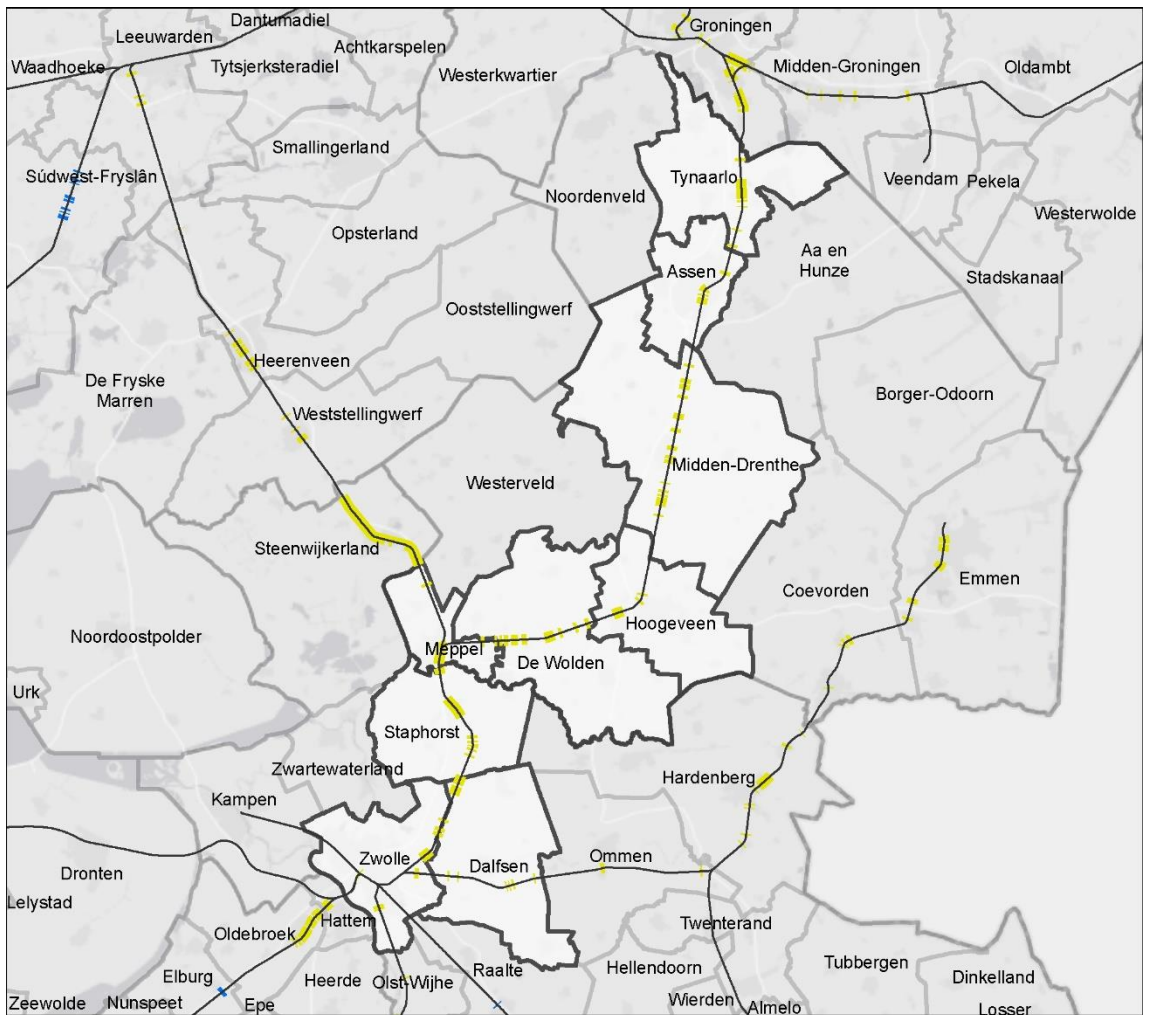 Dantumadiel
Leeuwarden
Groningen
Achtkarspelen
Waadhoeke
Tytsjerksteradiel
Westerkwartier
Midden-Groningen
Oldambt
Smallingerland
Súdwest-Fryslân
Tynaarlo
Veendam
Pekela
Noordenveld
Westerwolde
Opsterland
Aa en
Hunze
Assen
Stadskanaal
Ooststellingwerf
Heerenveen
De Fryske
Marren
Borger-Odoorn
Weststellingwerf
Midden-Drenthe
Westerveld
Steenwijkerland
Emmen
Coevorden
Noordoostpolder
Hoogeveen
Meppel
De Wolden
Urk
Staphorst
Zwartewaterland
Hardenberg
Kampen
Zwolle
Dalfsen
Ommen
Dronten
Lelystad
Hattem
Twenterand
Oldebroek
Tubbergen
Hellendoorn
Raalte
Elburg
Heerde
Olst-Wijhe
Dinkelland
Zeewolde
Nunspeet
Epe
Wierden
Almelo
Losser